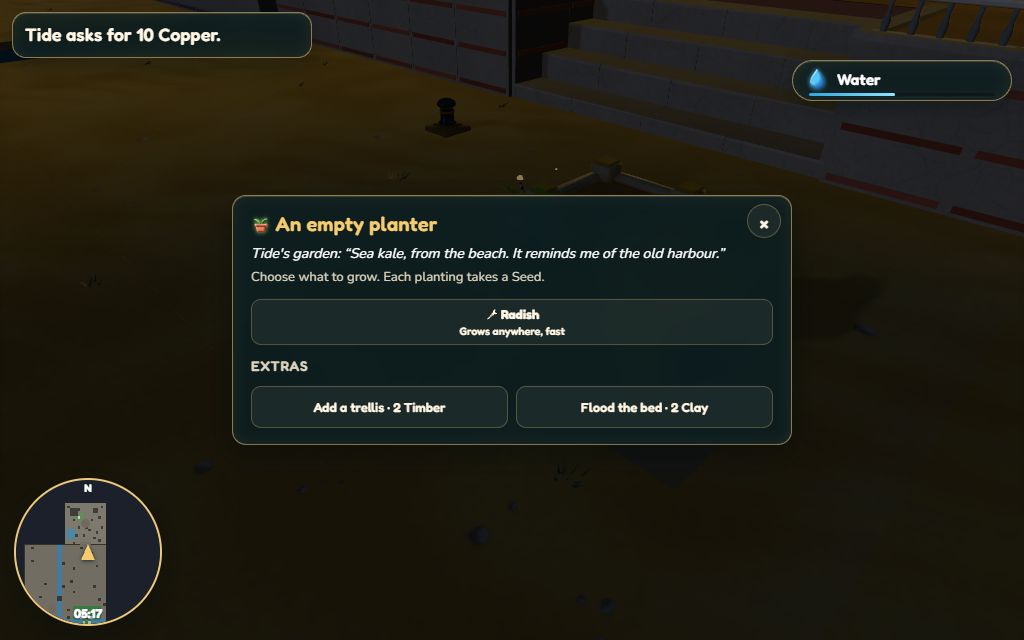 Tide asks for 10 Copper.
Water
An empty planter
Tide's garden: “Sea kale, from the beach. It reminds me of the old harbour.”
Choose what to grow. Each planting takes a Seed.
Radish
Grows anywhere, fast
EXTRAS
Add a trellis · 2 Timber
Flood the bed · 2 Clay
N
05:17